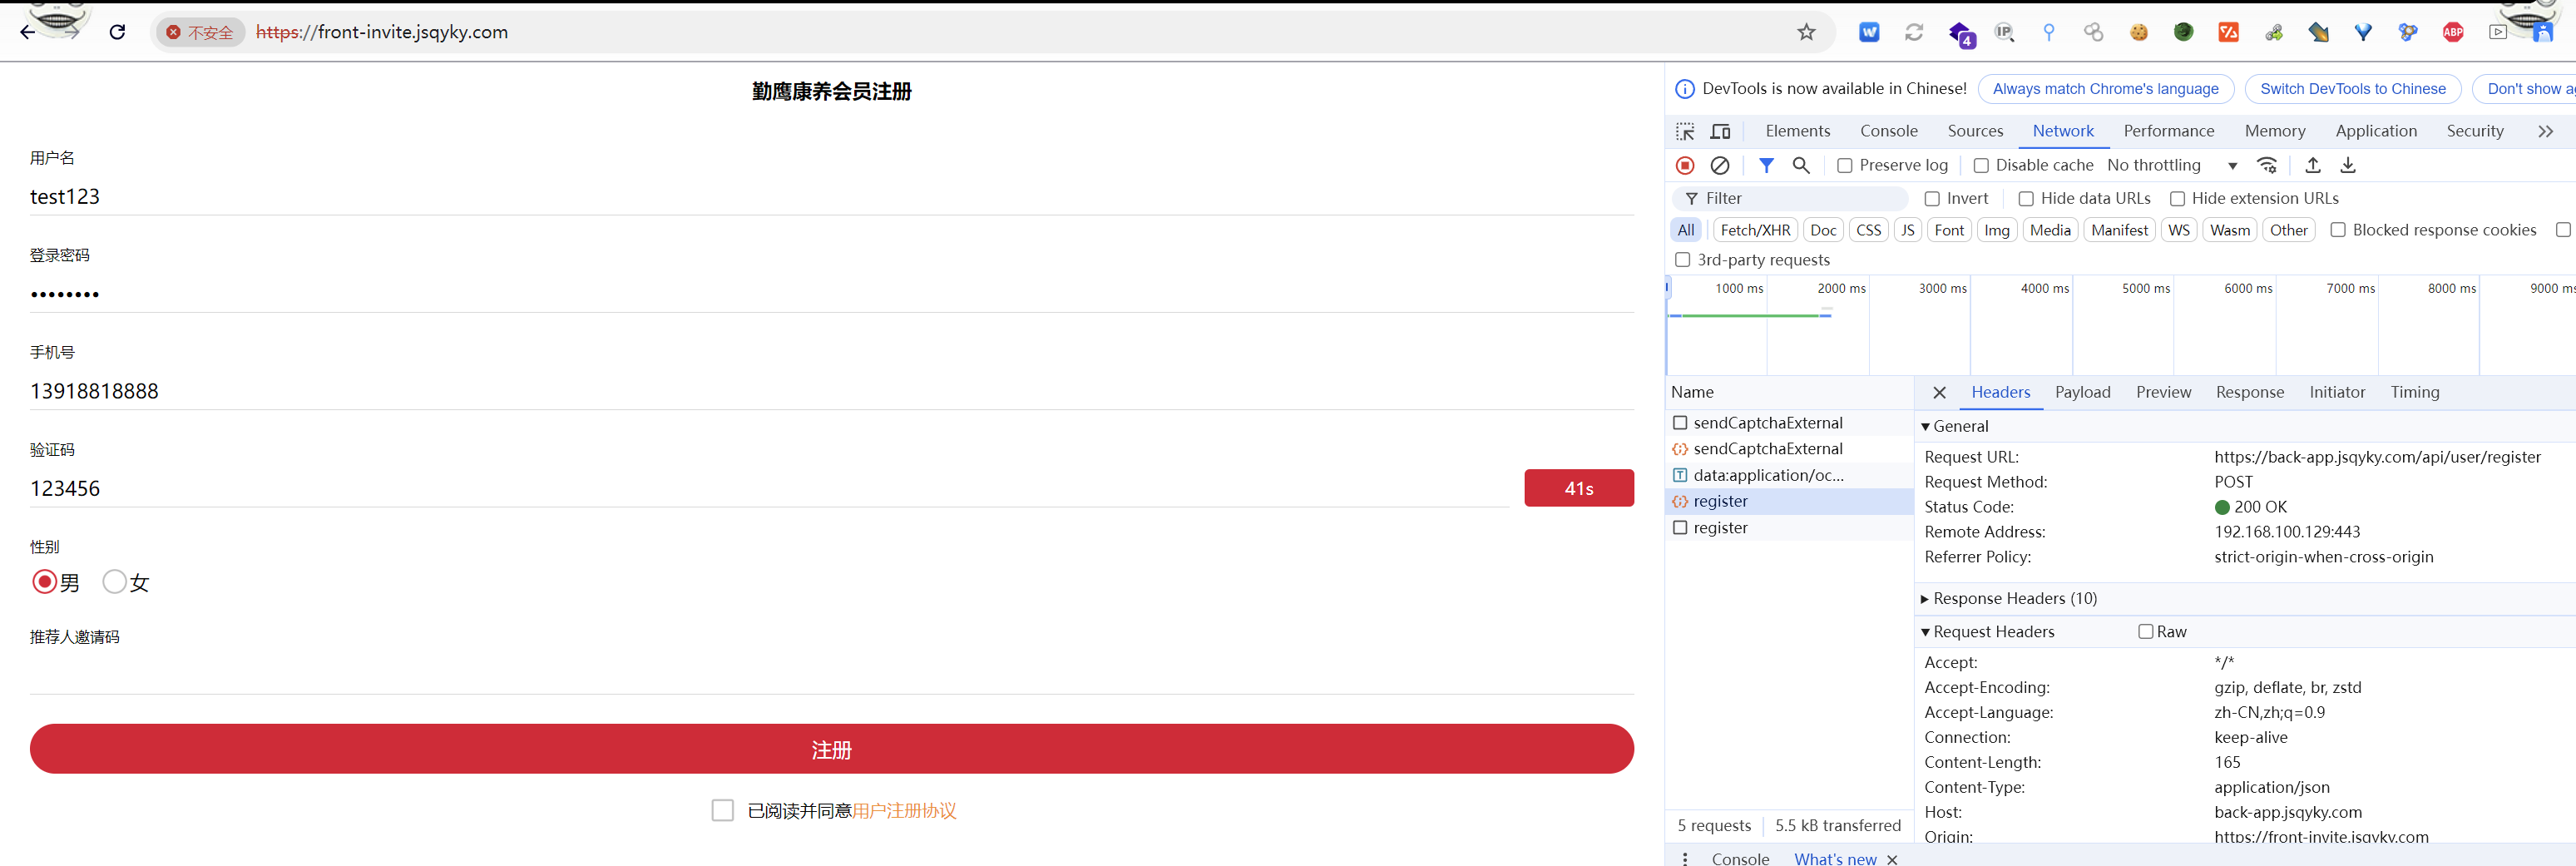 不安全 https://front-invite.jsqyky.com
W 4 IP ABP
勤鹰康养会员注册
用户名
test123
登录密码
••••••••
手机号
13918818888
验证码
123456
41s
性别
男 女
推荐人邀请码
注册
已阅读并同意用户注册协议
DevTools is now available in Chinese! Always match Chrome's language Switch DevTools to Chinese Don't show a
Elements Console Sources Network Performance Memory Application Security
Preserve log Disable cache No throttling
Filter Invert Hide data URLs Hide extension URLs
All Fetch/XHR Doc CSS JS Font Img Media Manifest WS Wasm Other Blocked response cookies
3rd-party requests
1000 ms 2000 ms 3000 ms 4000 ms 5000 ms 6000 ms 7000 ms 8000 ms 9000 ms
Name
sendCaptchaExternal
sendCaptchaExternal
data:application/oc...
register
register
5 requests 5.5 kB transferred
Headers Payload Preview Response Initiator Timing
General
Request URL: https://back-app.jsqyky.com/api/user/register
Request Method: POST
Status Code: 200 OK
Remote Address: 192.168.100.129:443
Referrer Policy: strict-origin-when-cross-origin
Response Headers (10)
Request Headers Raw
Accept: */*
Accept-Encoding: gzip, deflate, br, zstd
Accept-Language: zh-CN,zh;q=0.9
Connection: keep-alive
Content-Length: 165
Content-Type: application/json
Host: back-app.jsqyky.com
Origin: https://front-invite.jsqyky.com
Console What's new